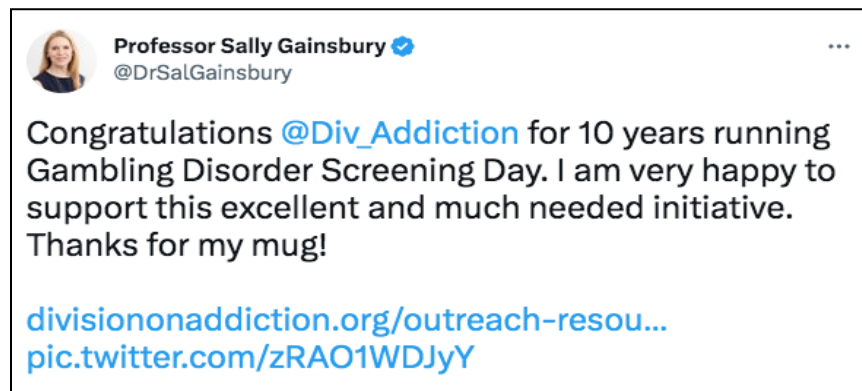 Professor Sally Gainsbury
@DrSalGainsbury
Congratulations @Div_Addiction for 10 years running
Gambling Disorder Screening Day. I am very happy to
support this excellent and much needed initiative.
Thanks for my mug!
divisiononaddiction.org/outreach-resou...
pic.twitter.com/zRAO1WDJyY